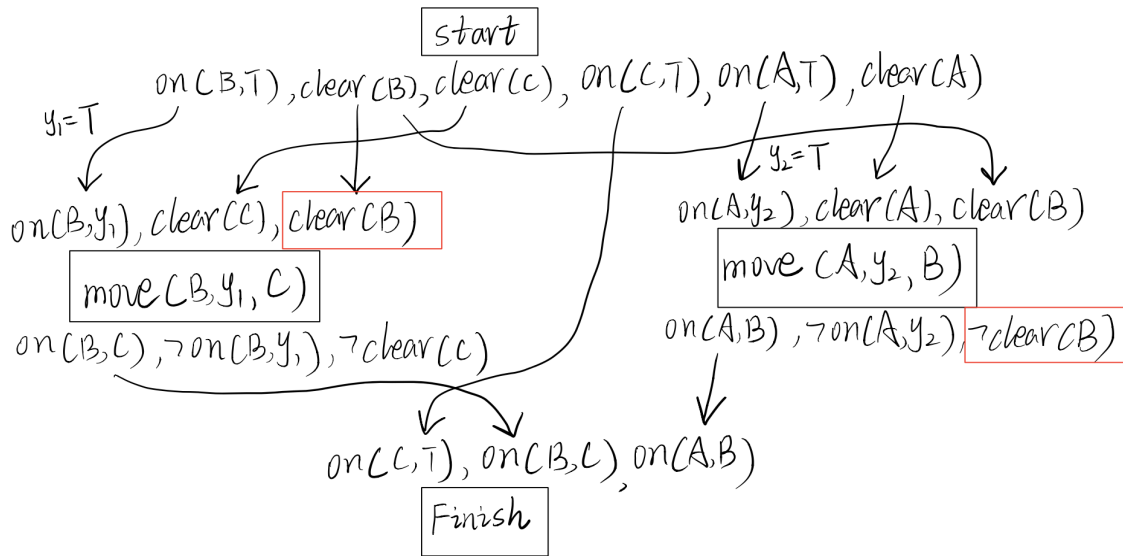 start
on(B,T), clear(B), clear(C), on(C,T), on(A,T), clear(A)
y₁=T
y₂=T
on(B,y₁), clear(C), clear(B)
on(A,y₂), clear(A), clear(B)
move(B,y₁,C)
move(A,y₂,B)
on(B,C), ¬on(B,y₁), ¬clear(C)
on(A,B), ¬on(A,y₂), ¬clear(B)
on(C,T), on(B,C), on(A,B)
Finish